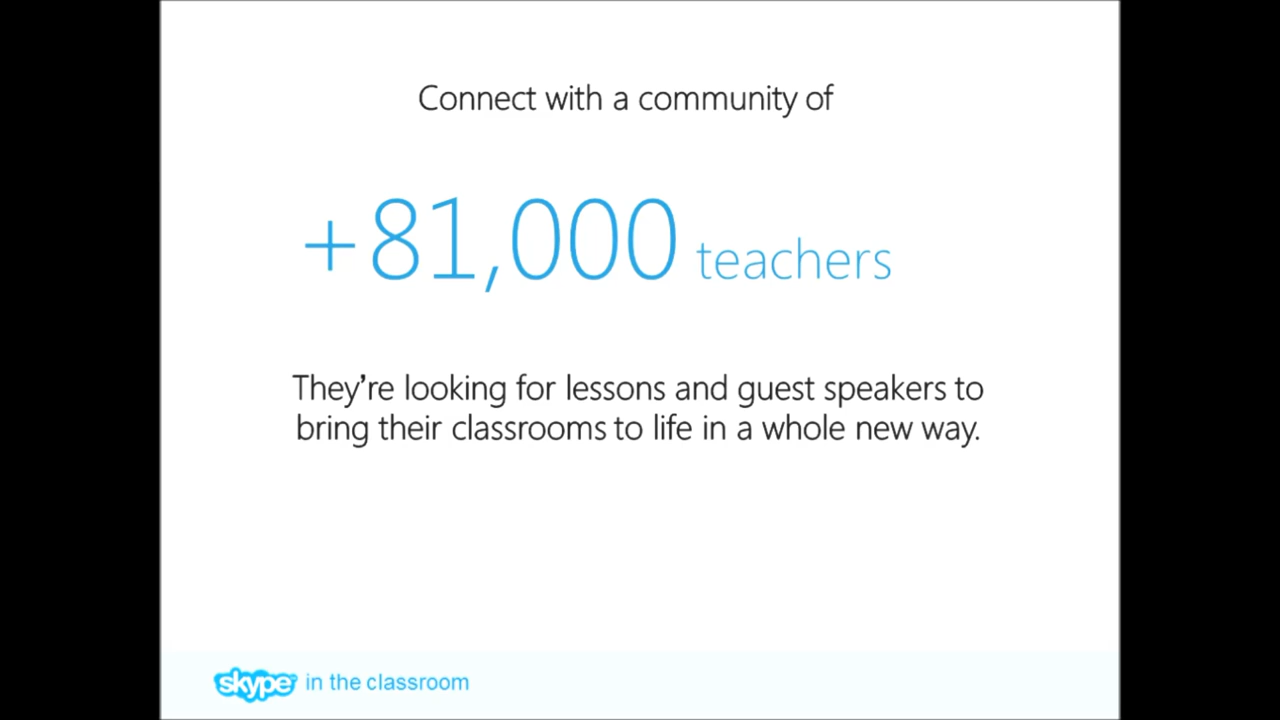 Connect with a community of
+81,000 teachers
They’re looking for lessons and guest speakers to
bring their classrooms to life in a whole new way.
skype in the classroom